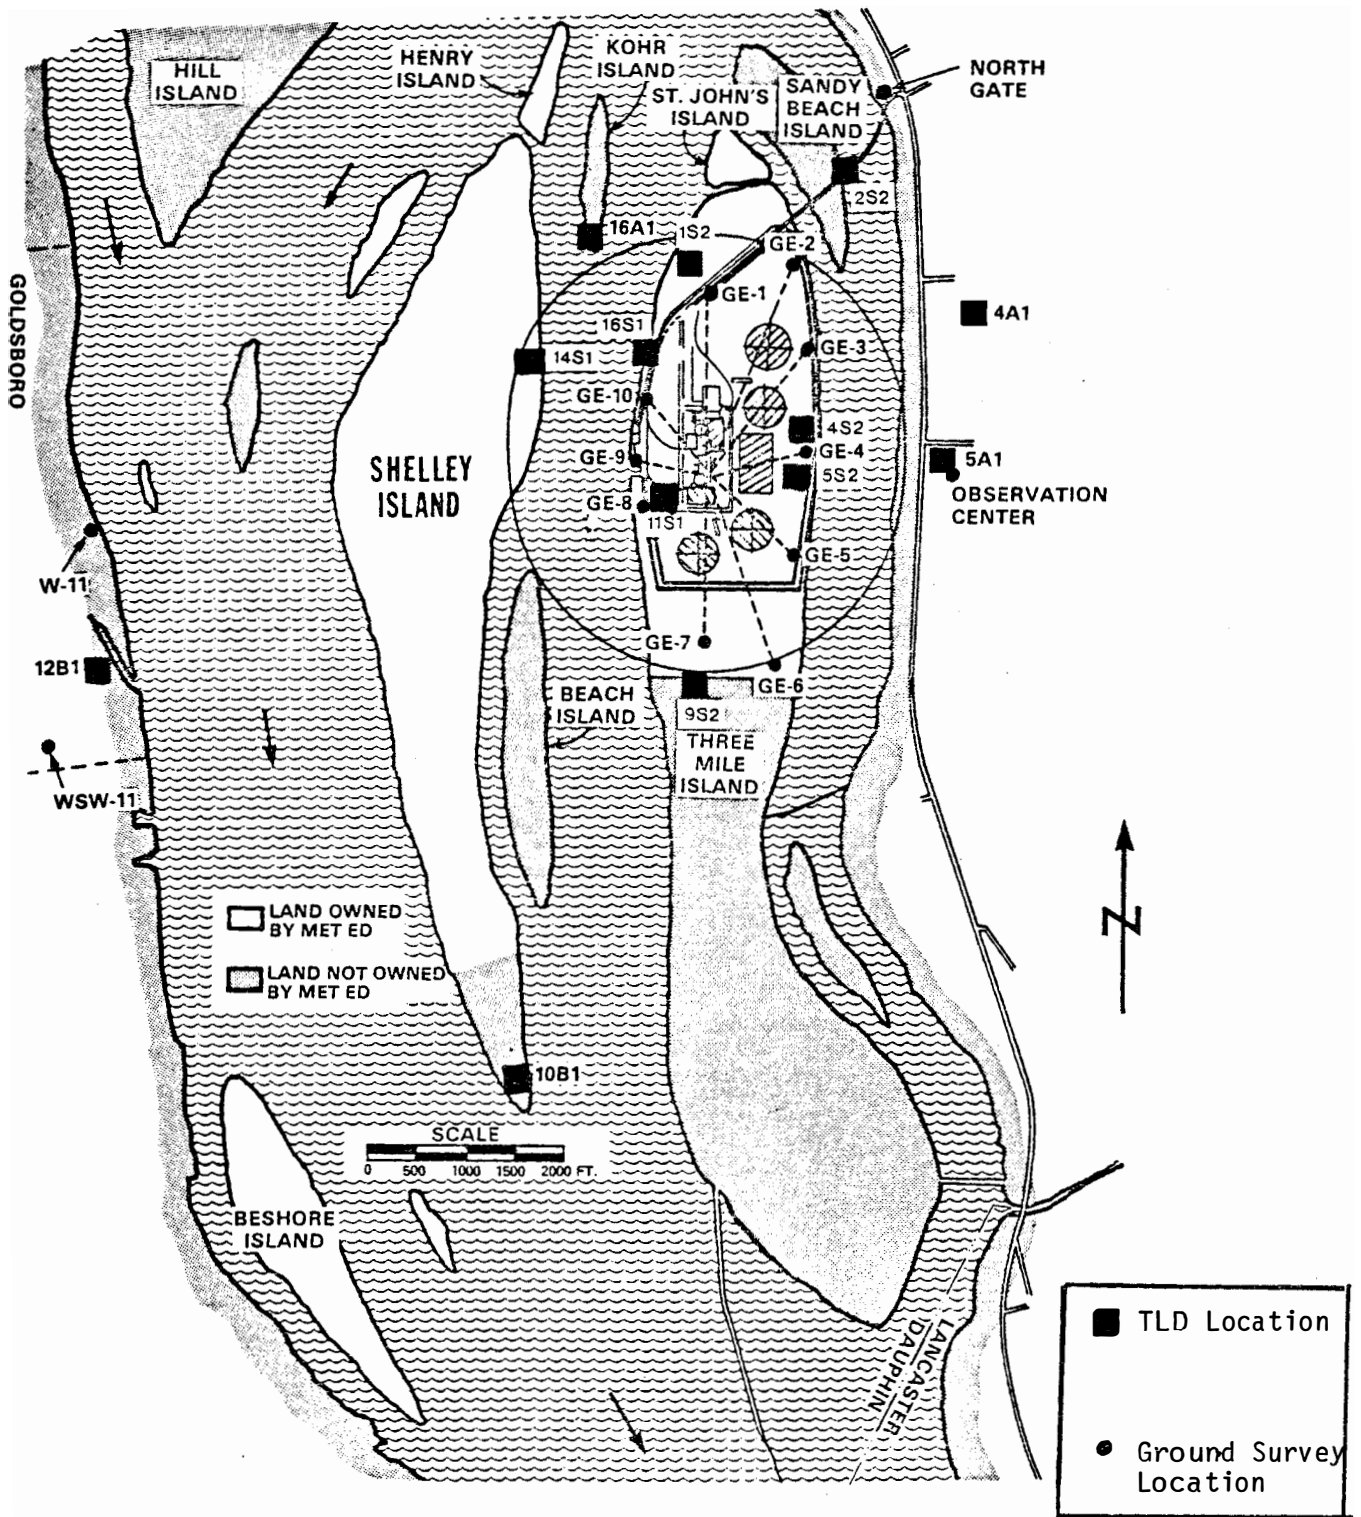 HILL
ISLAND
HENRY
ISLAND
KOHR
ISLAND
ST. JOHN'S
ISLAND
SANDY
BEACH
ISLAND
NORTH
GATE
2S2
16A1
1S2
GE-2
GE-1
4A1
16S1
GE-3
14S1
GE-10
4S2
GE-4
GE-9
5S2
5A1
OBSERVATION
CENTER
GE-8
11S1
GE-5
GOLDSBORO
SHELLEY
ISLAND
W-11
12B1
WSW-11
GE-7
GE-6
BEACH
ISLAND
9S2
THREE
MILE
ISLAND
N
LAND OWNED
BY MET ED
LAND NOT OWNED
BY MET ED
10B1
SCALE
0 500 1000 1500 2000 FT.
BESHORE
ISLAND
LANCASTER
DAUPHIN
TLD Location
Ground Survey
Location